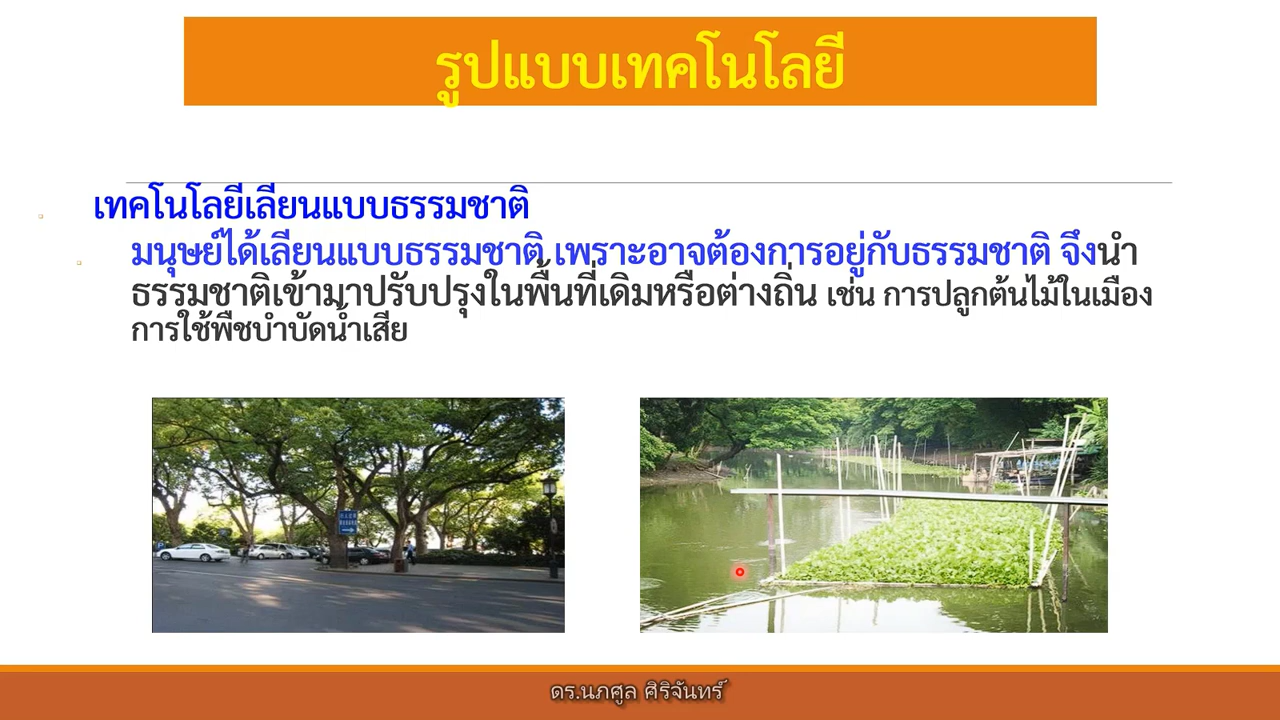 รูปแบบเทคโนโลยี
เทคโนโลยีเลียนแบบธรรมชาติ
มนุษย์ได้เลียนแบบธรรมชาติ เพราะอาจต้องการอยู่กับธรรมชาติ จึงนำ
ธรรมชาติเข้ามาปรับปรุงในพื้นที่เดิมหรือต่างถิ่น เช่น การปลูกต้นไม้ในเมือง
การใช้พืชบำบัดน้ำเสีย
ดร.นภศูล ศิริจันทร์